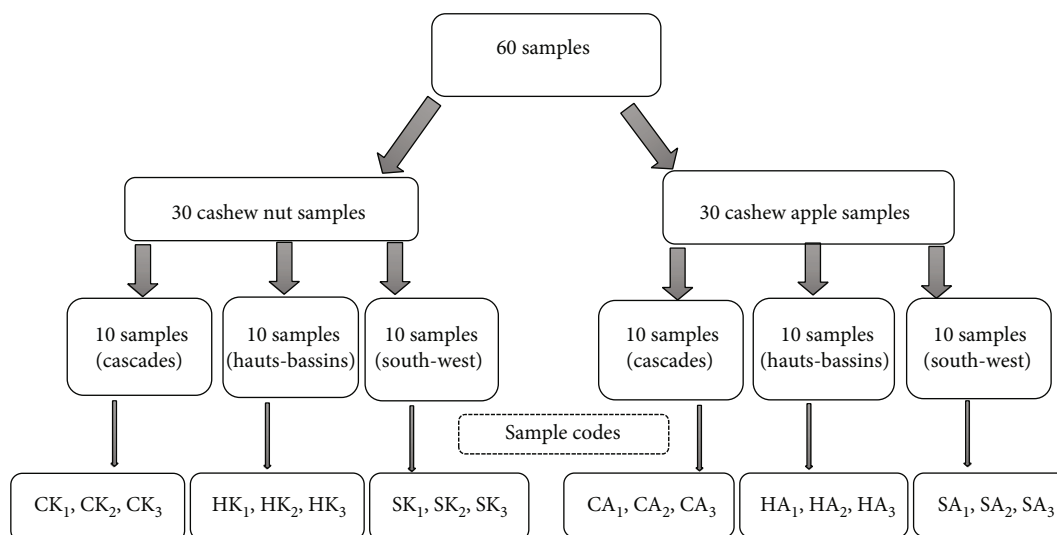 60 samples
30 cashew nut samples
30 cashew apple samples
10 samples
(cascades)
10 samples
(hauts-bassins)
10 samples
(south-west)
10 samples
(cascades)
10 samples
(hauts-bassins)
10 samples
(south-west)
Sample codes
CK₁, CK₂, CK₃
HK₁, HK₂, HK₃
SK₁, SK₂, SK₃
CA₁, CA₂, CA₃
HA₁, HA₂, HA₃
SA₁, SA₂, SA₃